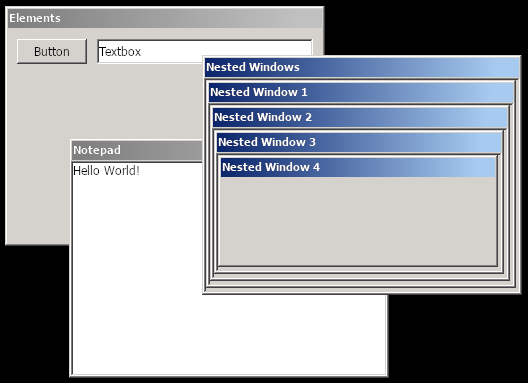 Elements
Button
Textbox
Nested Windows
Nested Window 1
Nested Window 2
Nested Window 3
Nested Window 4
Notepad
Hello World!